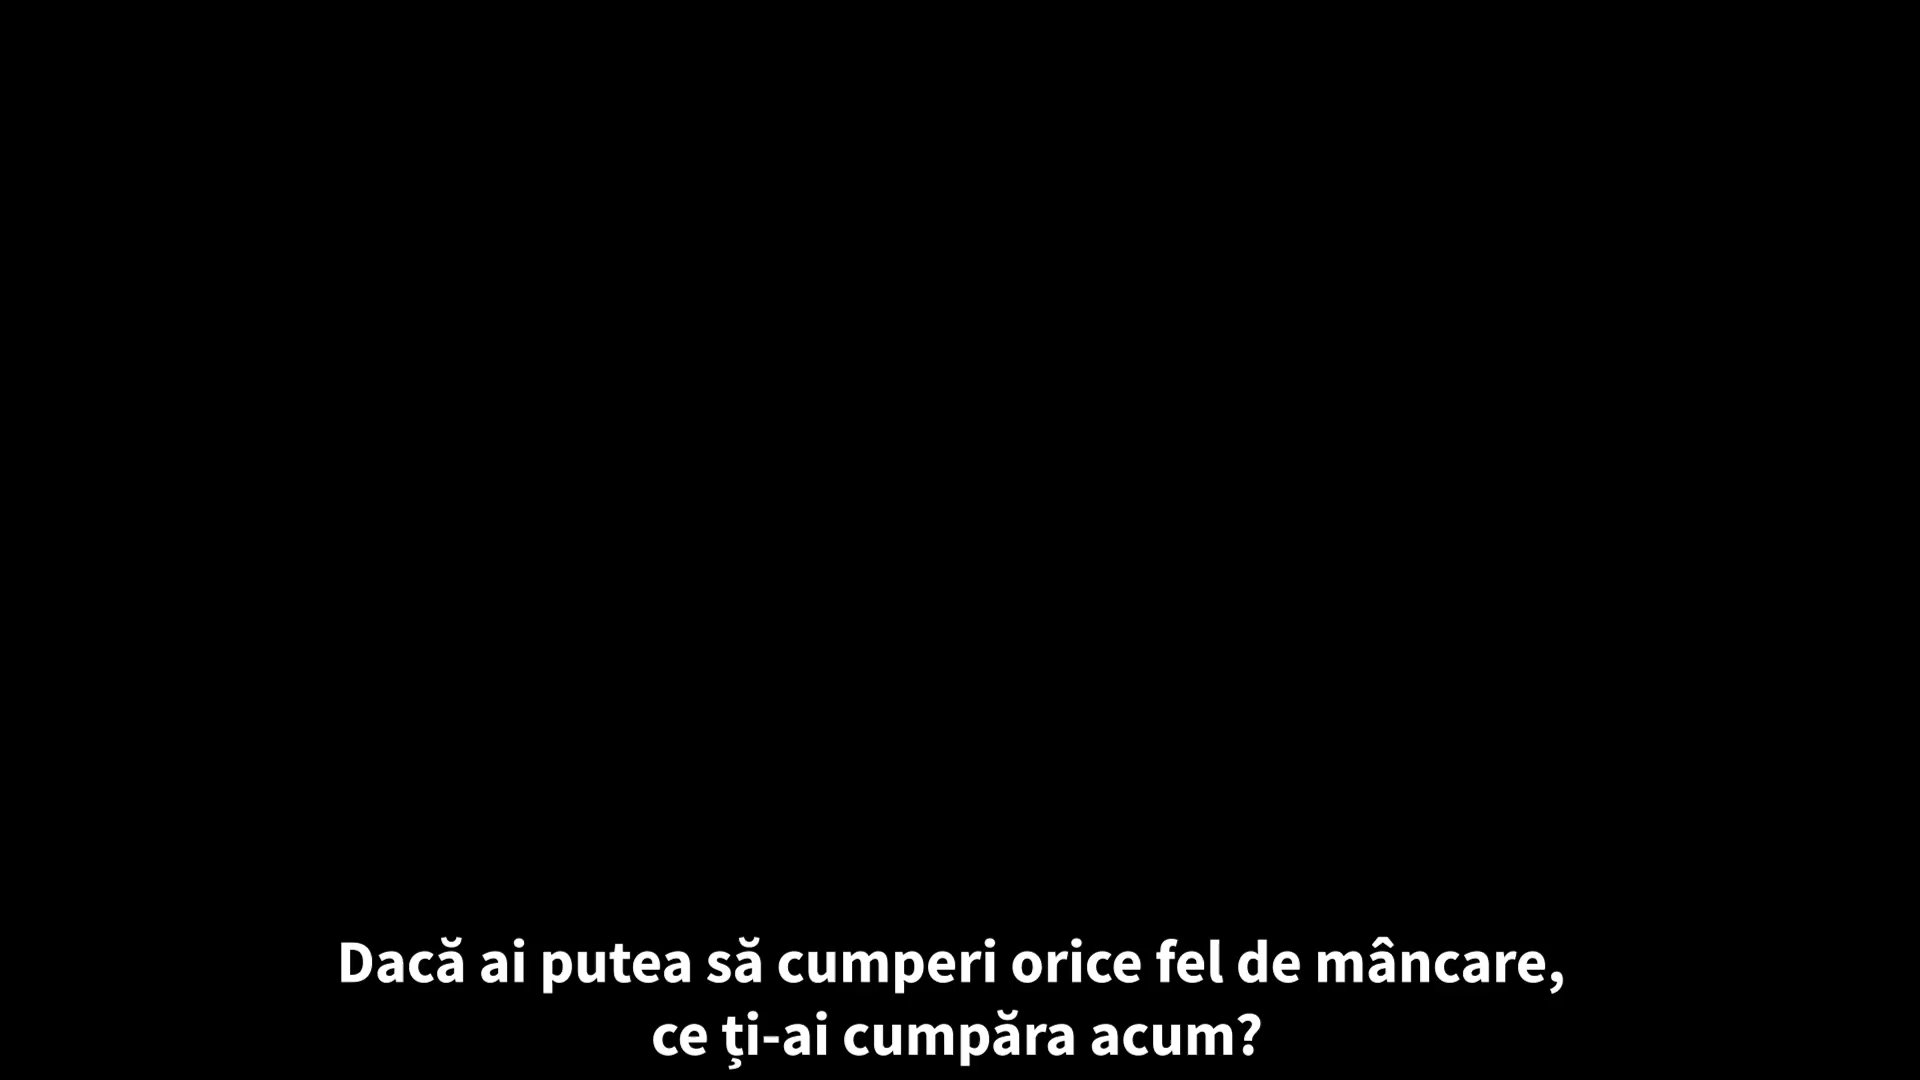 Dacă ai putea să cumperi orice fel de mâncare,
ce ți-ai cumpăra acum?